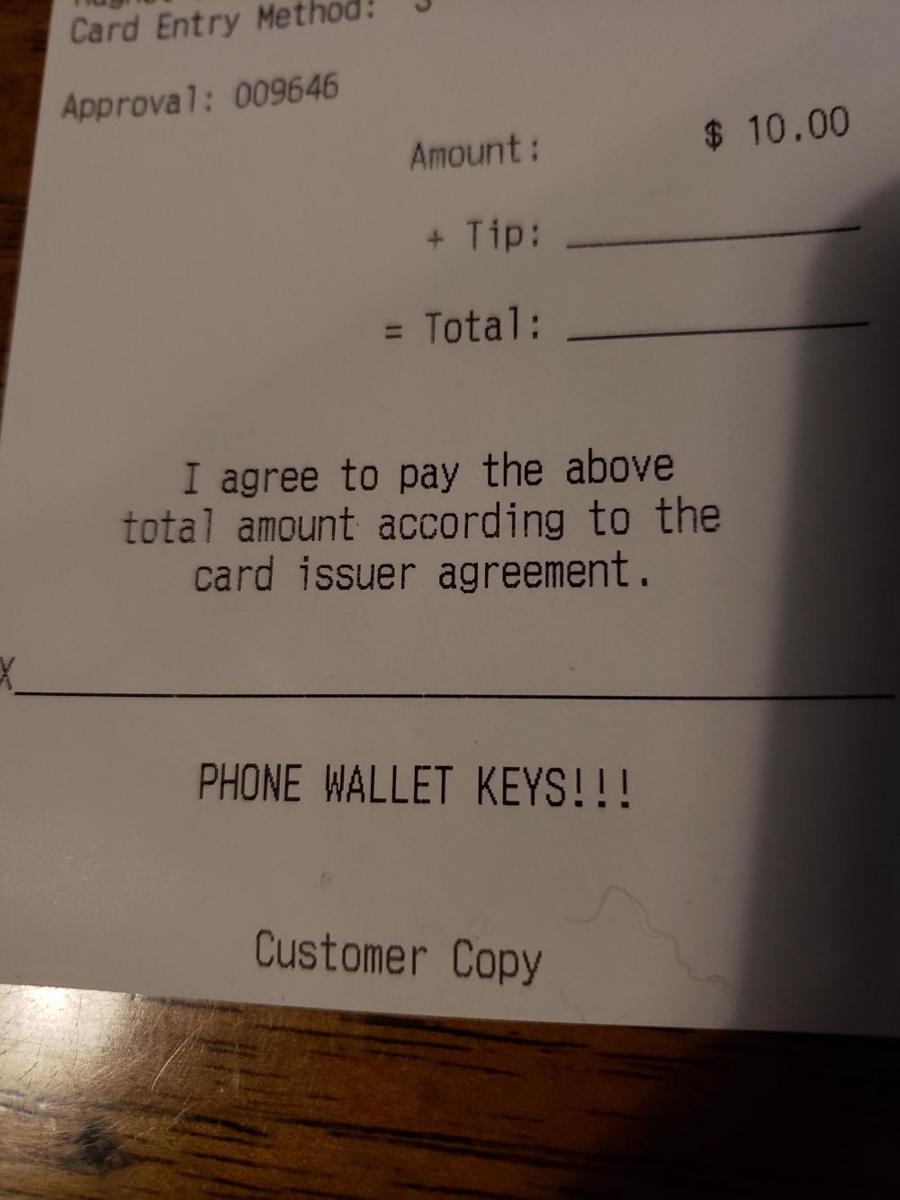 Card Entry Method: S
Approval: 009646
Amount: $ 10.00
+ Tip:
= Total:
I agree to pay the above
total amount according to the
card issuer agreement.
X
PHONE WALLET KEYS!!!
Customer Copy